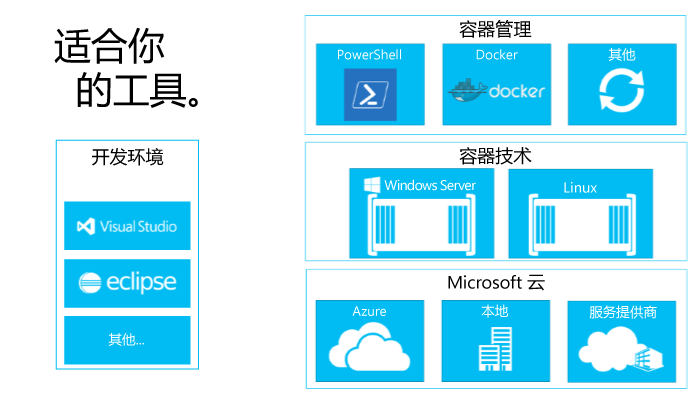 适合你
的工具。
开发环境
Visual Studio
eclipse
其他...
容器管理
PowerShell
Docker
其他
docker
容器技术
Windows Server
Linux
Microsoft 云
Azure
本地
服务提供商